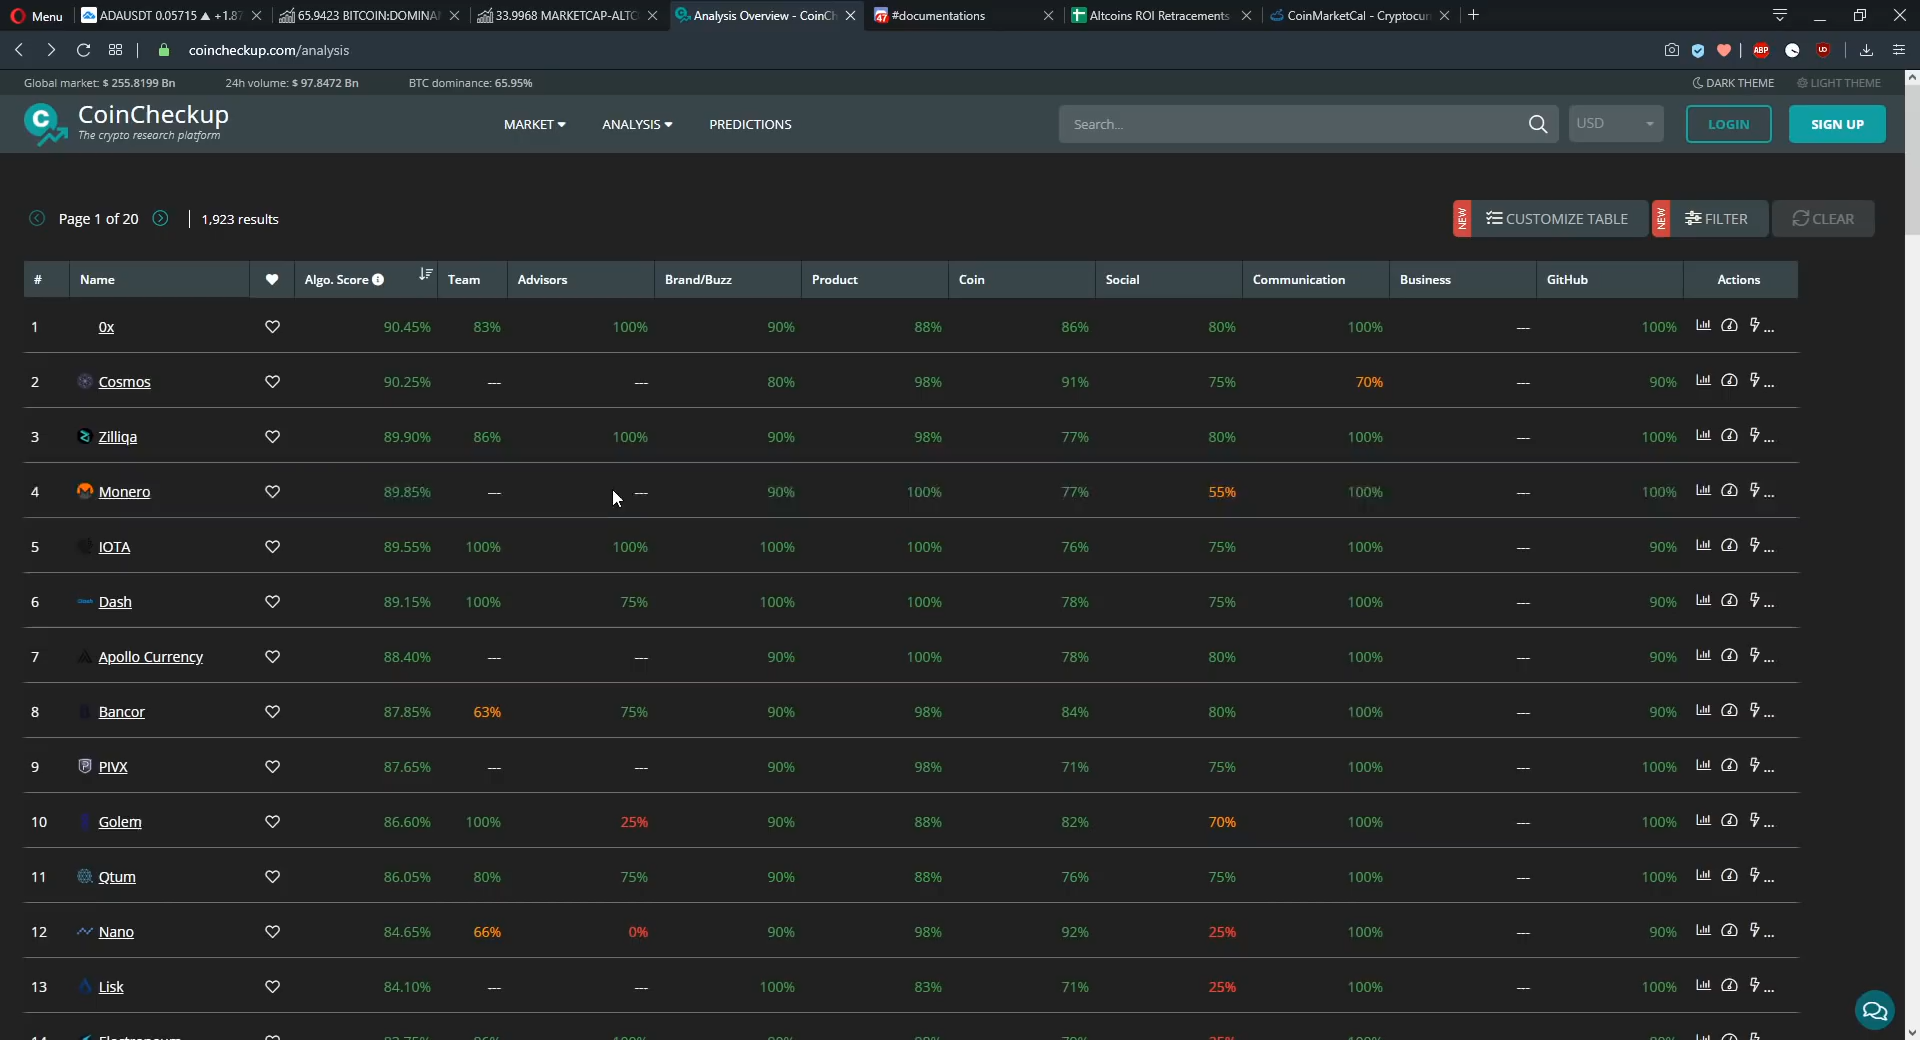 Menu
ADAUSDT 0.05715 ▲ +1.87
65.9423 BITCOIN:DOMINA
33.9968 MARKETCAP-ALTC
Analysis Overview - CoinCh
#documentations
Altcoins ROI Retracements
CoinMarketCal - Cryptocur
coincheckup.com/analysis
ABP
UD
Global market: $ 255.8199 Bn
24h volume: $ 97.8472 Bn
BTC dominance: 65.95%
DARK THEME
LIGHT THEME
CoinCheckup
The crypto research platform
MARKET
ANALYSIS
PREDICTIONS
Search...
USD
LOGIN
SIGN UP
Page 1 of 20
1,923 results
NEW
CUSTOMIZE TABLE
NEW
FILTER
CLEAR
# Name Algo. Score Team Advisors Brand/Buzz Product Coin Social Communication Business GitHub Actions
1 0x 90.45% 83% 100% 90% 88% 86% 80% 100% --- 100% ...
2 Cosmos 90.25% --- --- 80% 98% 91% 75% 70% --- 90% ...
3 Zilliqa 89.90% 86% 100% 90% 98% 77% 80% 100% --- 100% ...
4 Monero 89.85% --- --- 90% 100% 77% 55% 100% --- 100% ...
5 IOTA 89.55% 100% 100% 100% 100% 76% 75% 100% --- 90% ...
6 Dash 89.15% 100% 75% 100% 100% 78% 75% 100% --- 90% ...
7 Apollo Currency 88.40% --- --- 90% 100% 78% 80% 100% --- 90% ...
8 Bancor 87.85% 63% 75% 90% 98% 84% 80% 100% --- 90% ...
9 PIVX 87.65% --- --- 90% 98% 71% 75% 100% --- 100% ...
10 Golem 86.60% 100% 25% 90% 88% 82% 70% 100% --- 100% ...
11 Qtum 86.05% 80% 75% 90% 88% 76% 75% 100% --- 100% ...
12 Nano 84.65% 66% 0% 90% 98% 92% 25% 100% --- 90% ...
13 Lisk 84.10% --- --- 100% 83% 71% 25% 100% --- 100% ...